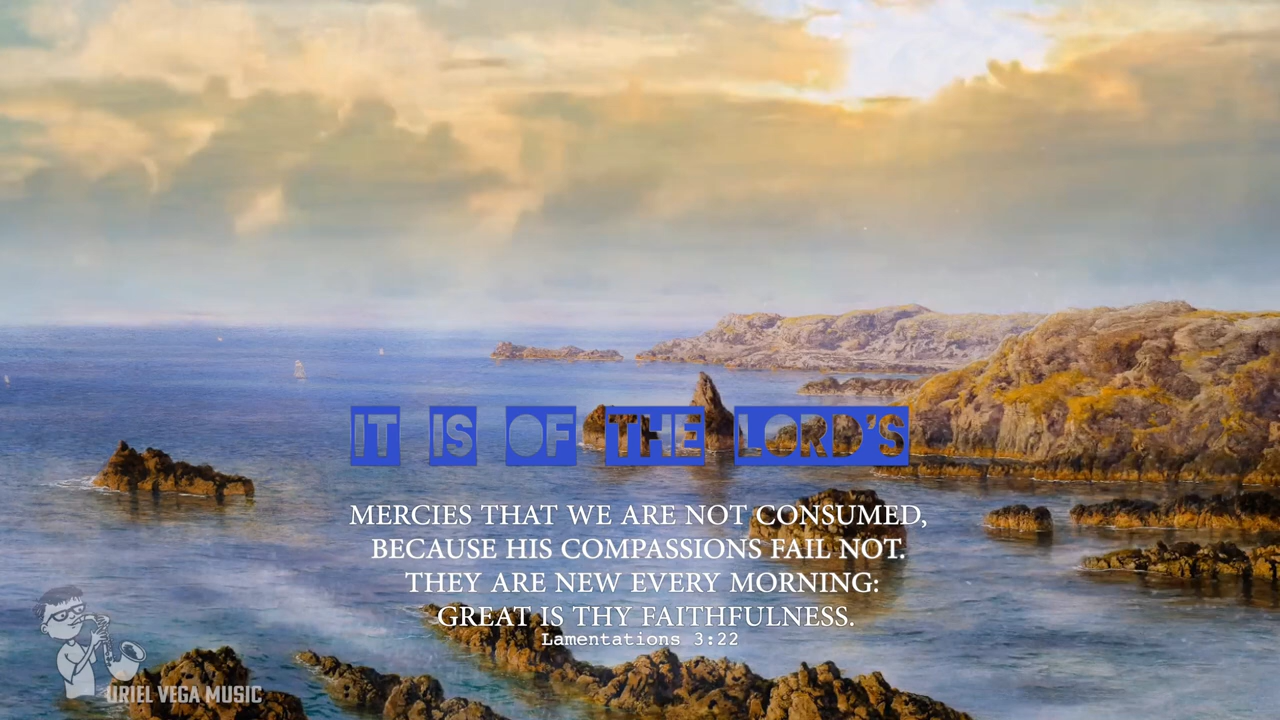 IT IS OF THE LORD'S
MERCIES THAT WE ARE NOT CONSUMED,
BECAUSE HIS COMPASSIONS FAIL NOT.
THEY ARE NEW EVERY MORNING:
GREAT IS THY FAITHFULNESS.
Lamentations 3:22
URIEL VEGA MUSIC